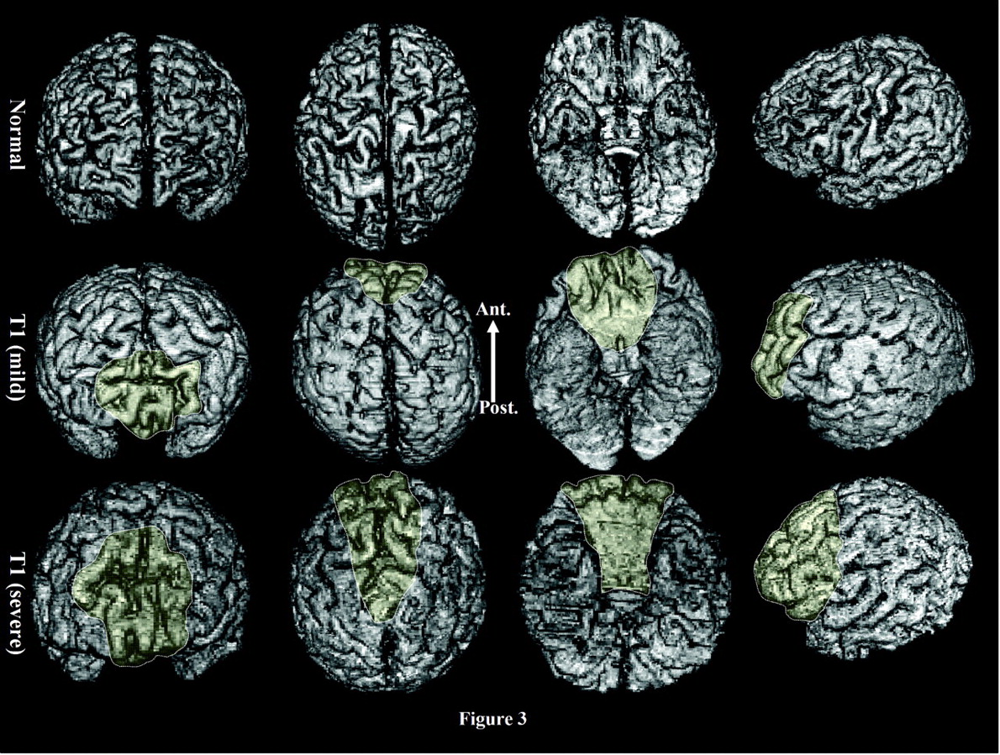 Normal
T1 (mild)
Ant.
Post.
T1 (severe)
Figure 3